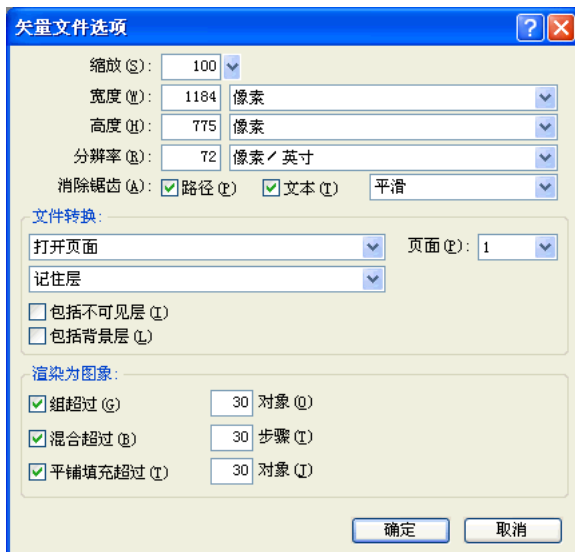 矢量文件选项
缩放(S): 100
宽度(W): 1184 像素
高度(H): 775 像素
分辨率(R): 72 像素/英寸
消除锯齿(A): 路径(P) 文本(T) 平滑
文件转换:
打开页面 页面(P): 1
记住层
包括不可见层(I)
包括背景层(L)
渲染为图象:
组超过(G) 30 对象(O)
混合超过(B) 30 步骤(T)
平铺填充超过(T) 30 对象(J)
确定 取消